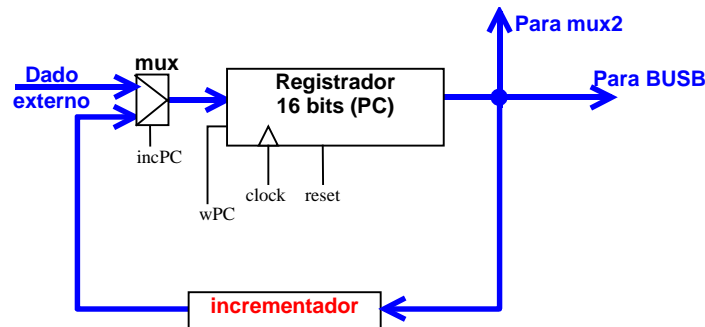 Para mux2
mux
Dado
externo
Registrador
16 bits (PC)
Para BUSB
incPC
clock
reset
wPC
incrementador